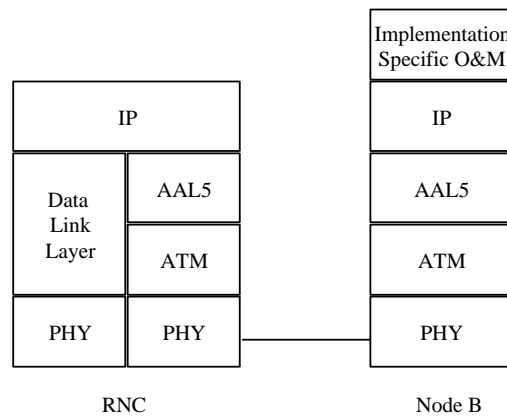 Implementation
Specific O&M
IP
IP
Data
Link
Layer
AAL5
AAL5
ATM
ATM
PHY
PHY
PHY
RNC
Node B